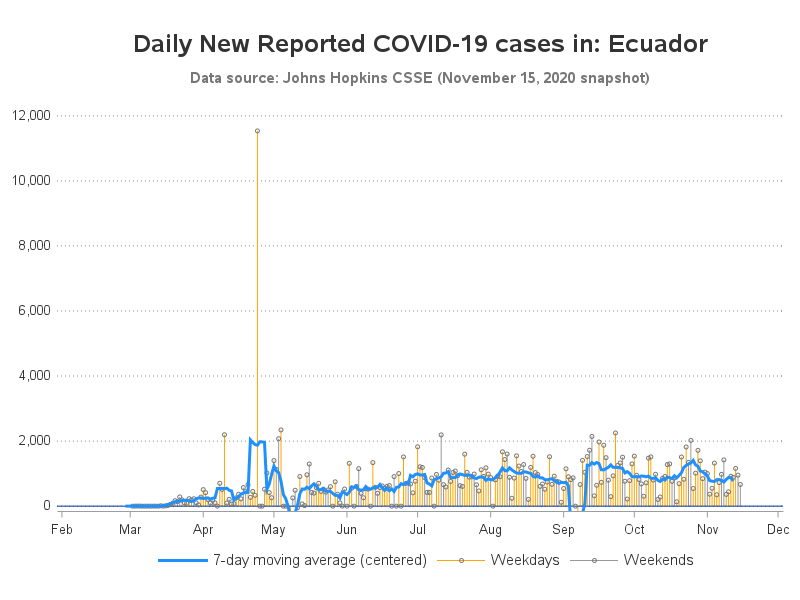 Daily New Reported COVID-19 cases in: Ecuador
Data source: Johns Hopkins CSSE (November 15, 2020 snapshot)
12,000
10,000
8,000
6,000
4,000
2,000
0
Feb Mar Apr May Jun Jul Aug Sep Oct Nov Dec
7-day moving average (centered) Weekdays Weekends